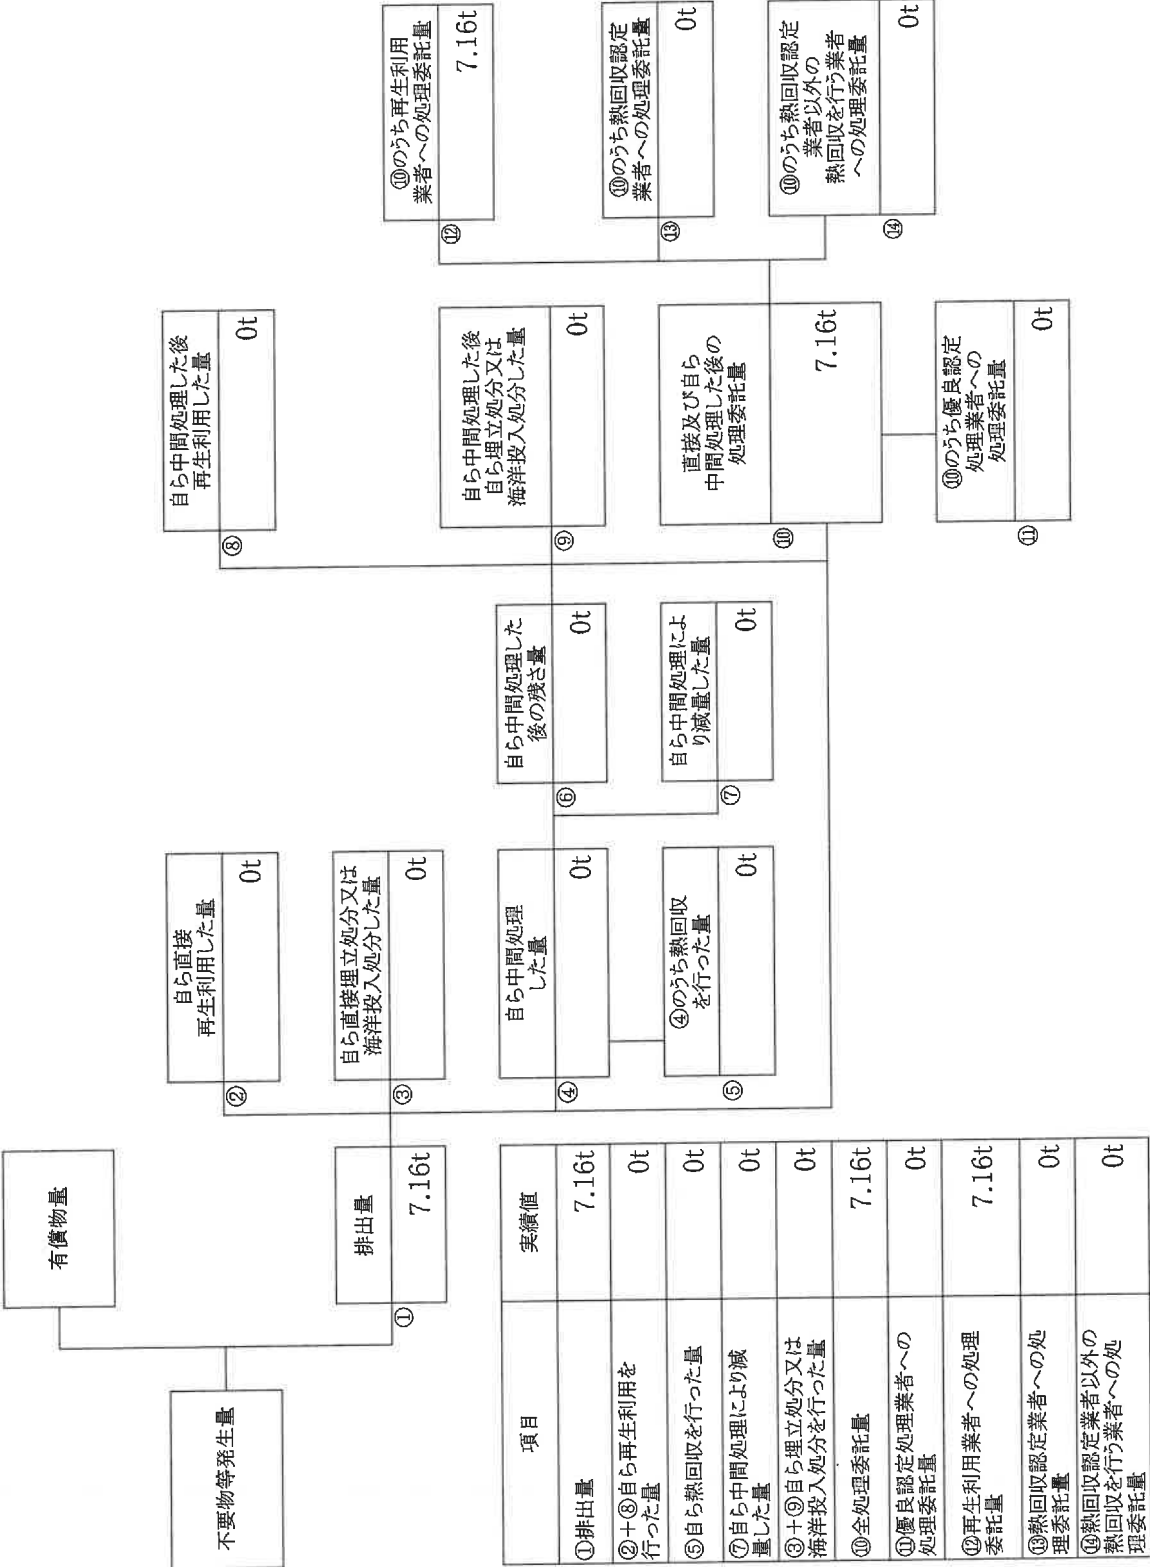 不要物等発生量
有償物量
排出量
①
7.16t
自ら直接
再生利用した量
②
0t
自ら直接埋立処分又は
海洋投入処分した量
③
0t
自ら中間処理
した量
④
0t
④のうち熱回収
を行った量
⑤
0t
自ら中間処理した
後の残さ量
⑥
0t
自ら中間処理によ
り減量した量
⑦
0t
自ら中間処理した後
再生利用した量
⑧
0t
自ら中間処理した後
自ら埋立処分又は
海洋投入処分した量
⑨
0t
直接及び自ら
中間処理した後の
処理委託量
⑩
7.16t
⑩のうち優良認定
処理業者への
処理委託量
⑪
0t
⑩のうち再生利用
業者への処理委託量
⑫
7.16t
⑩のうち熱回収認定
業者への処理委託量
⑬
0t
⑩のうち熱回収認定
業者以外の
熱回収を行う業者
への処理委託量
⑭
0t
項目 実績値
①排出量 7.16t
②+⑧自ら再生利用を
行った量 0t
⑤自ら熱回収を行った量 0t
⑦自ら中間処理により減
量した量 0t
③+⑨自ら埋立処分又は
海洋投入処分を行った量 0t
⑩全処理委託量 7.16t
⑪優良認定処理業者への
処理委託量 0t
⑫再生利用業者への処理
委託量 7.16t
⑬熱回収認定業者への処
理委託量 0t
⑭熱回収認定業者以外の
熱回収を行う業者への処
理委託量 0t